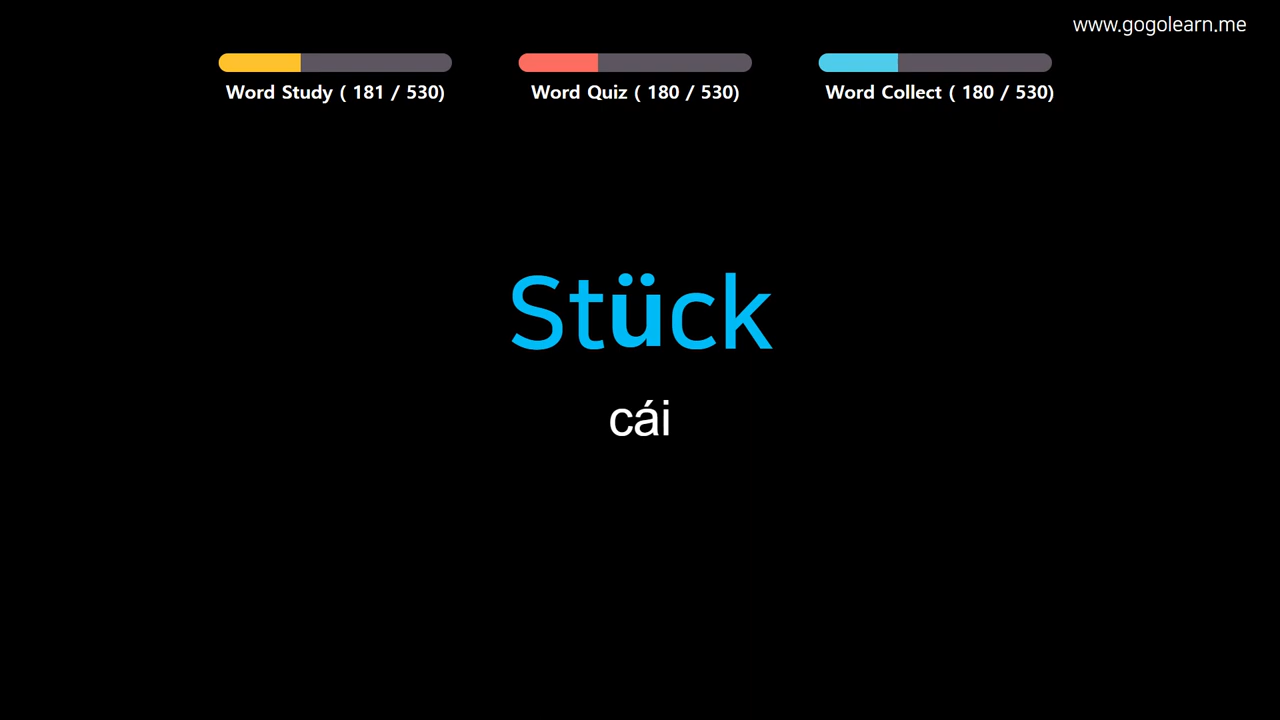 www.gogolearn.me
Word Study ( 181 / 530)
Word Quiz ( 180 / 530)
Word Collect ( 180 / 530)
Stück
cái